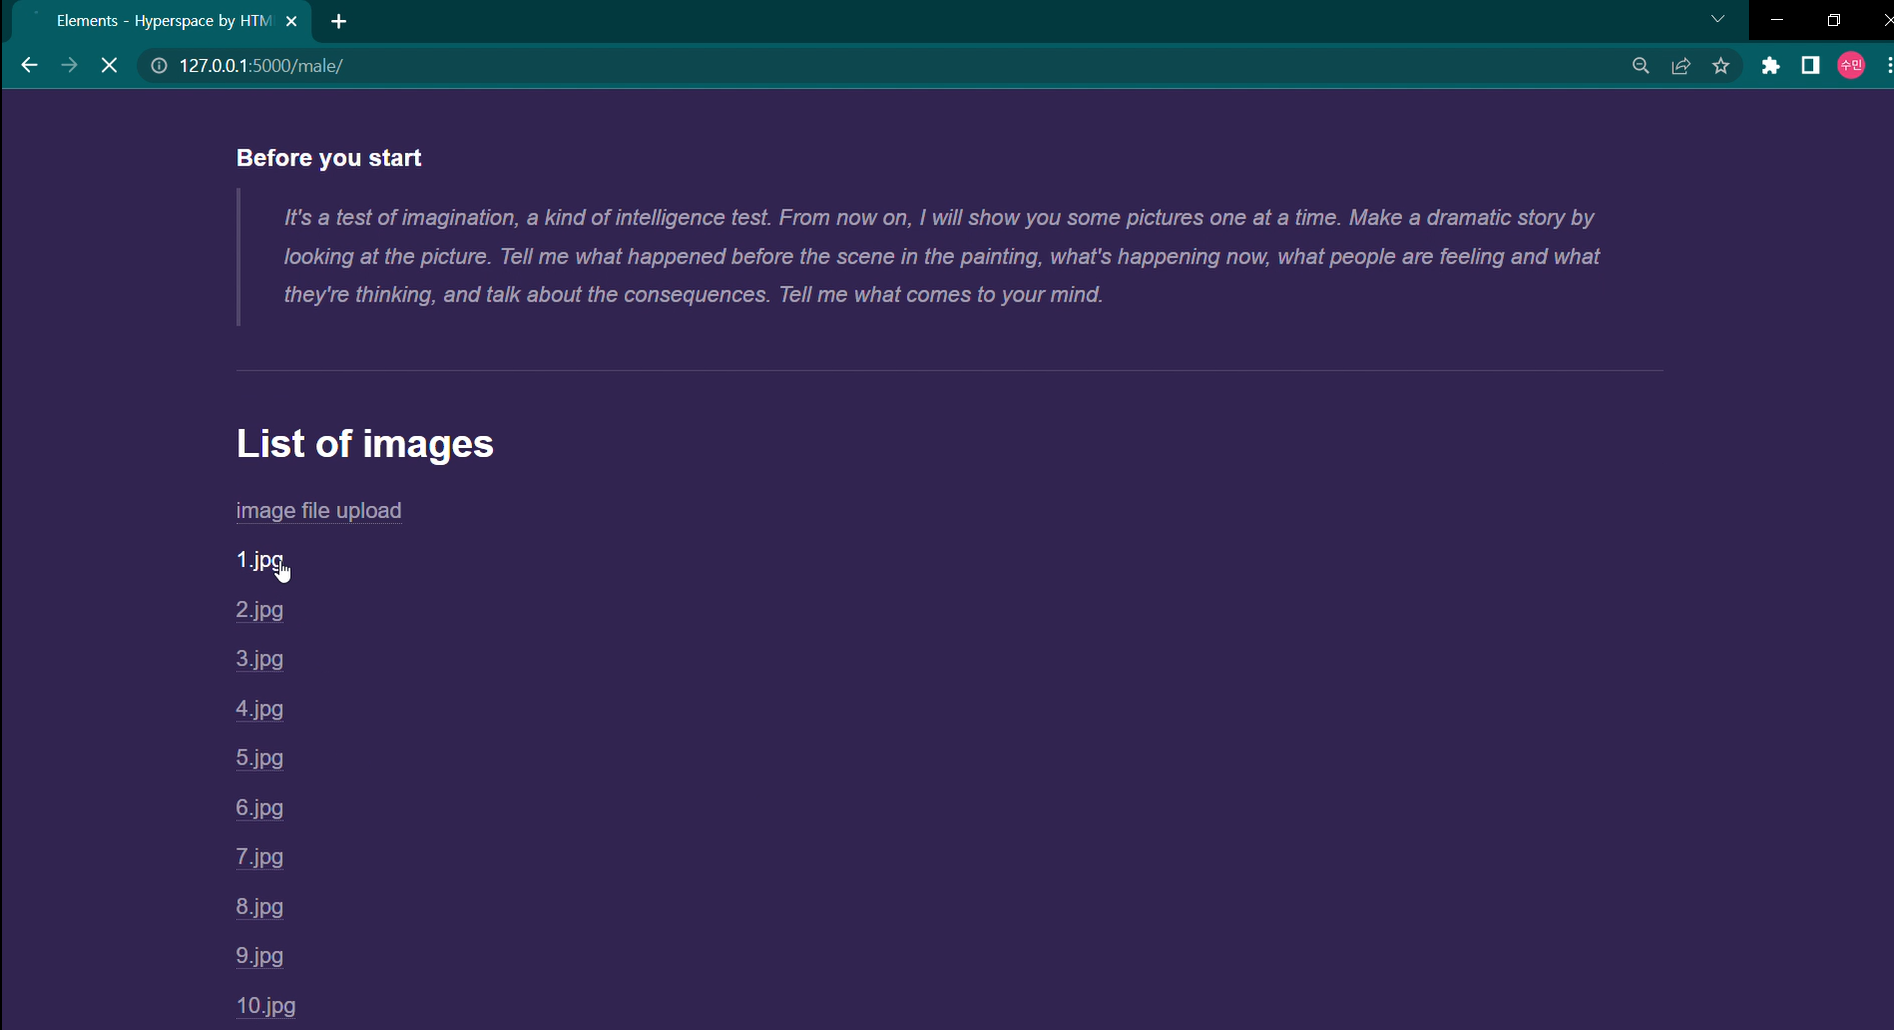 Elements - Hyperspace by HTM
127.0.0.1:5000/male/
수민
Before you start
It's a test of imagination, a kind of intelligence test. From now on, I will show you some pictures one at a time. Make a dramatic story by
looking at the picture. Tell me what happened before the scene in the painting, what's happening now, what people are feeling and what
they're thinking, and talk about the consequences. Tell me what comes to your mind.
List of images
image file upload
1.jpg
2.jpg
3.jpg
4.jpg
5.jpg
6.jpg
7.jpg
8.jpg
9.jpg
10.jpg